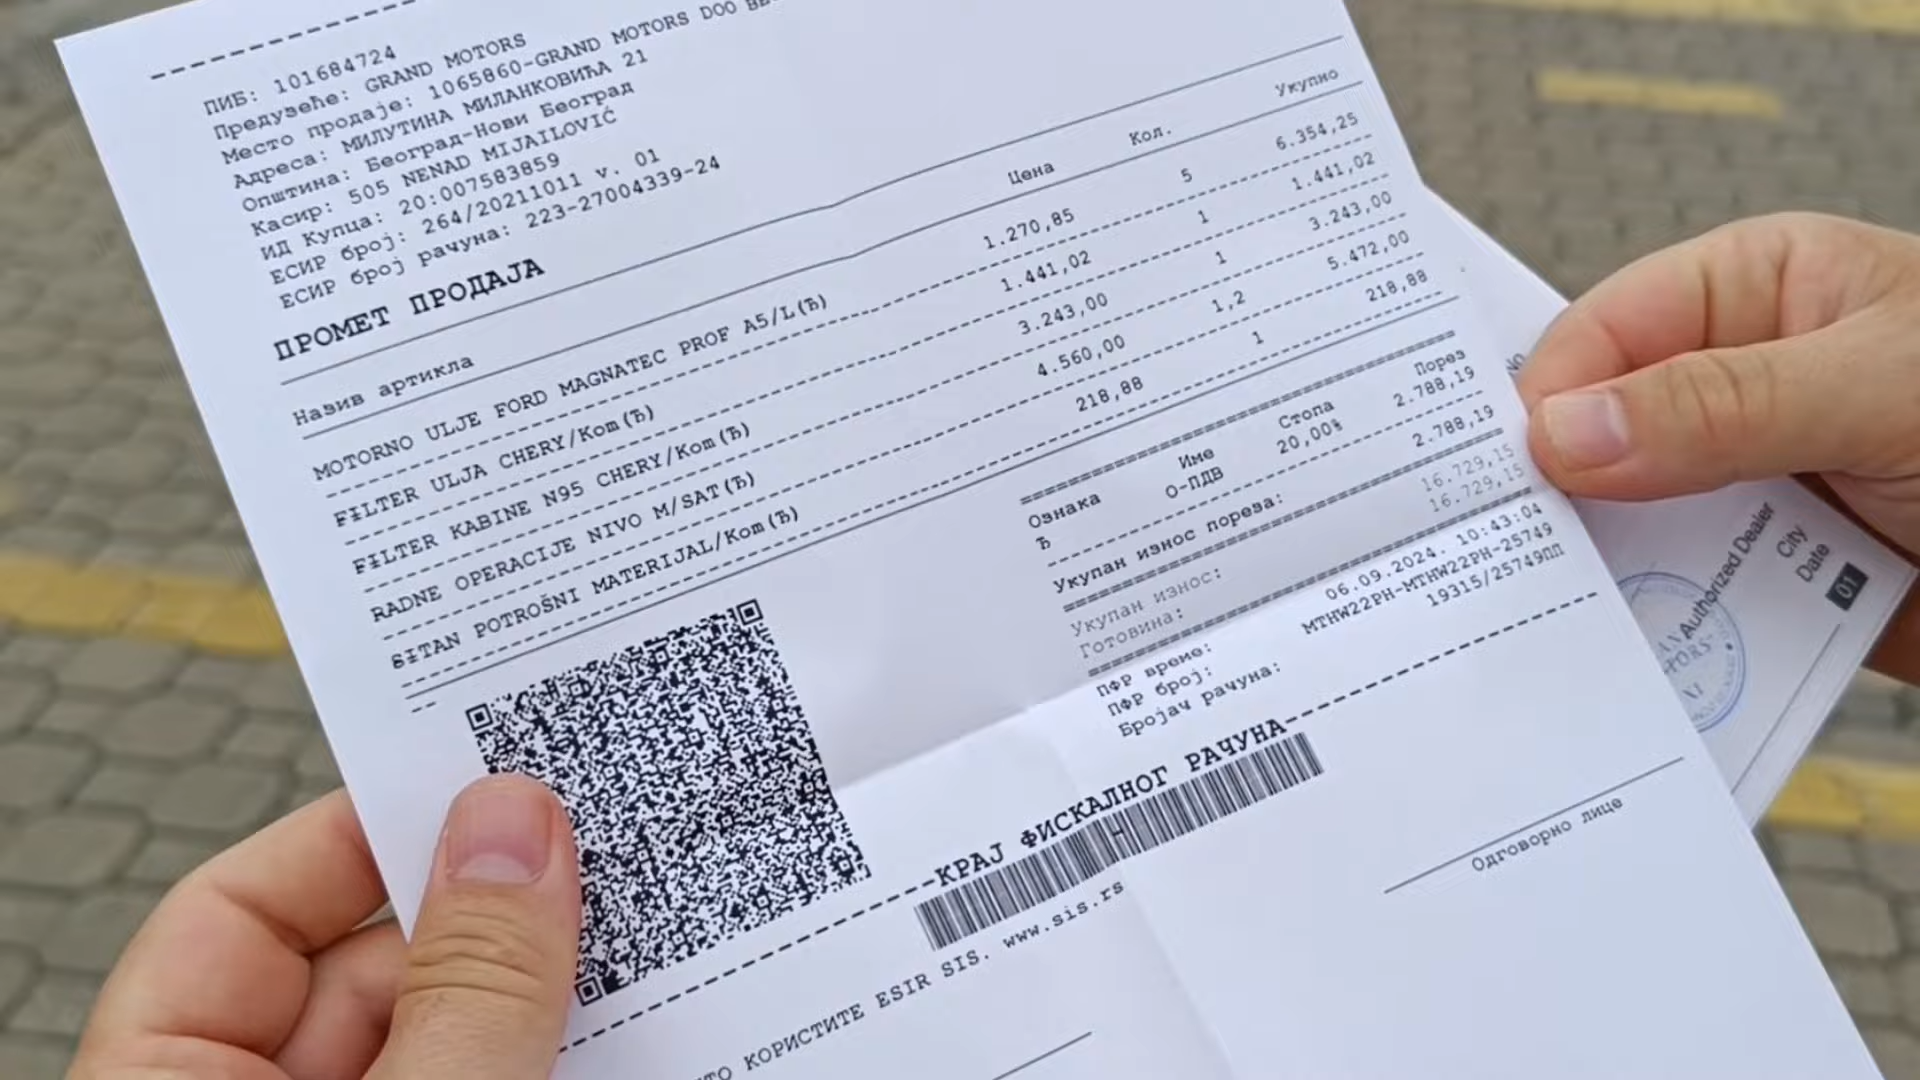 ПИБ: 101684724
Предузеће: GRAND MOTORS
Место продаје: 1065860-GRAND MOTORS DOO
Адреса: МИЛУТИНА МИЛАНКОВИЋА 21
Општина: Београд-Нови Београд
Касир: 505 NENAD MIJAILOVIĆ
ИД Купца: 20:007583859
ЕСИР број: 264/20211011 v. 01
ЕСИР број рачуна: 223-27004339-24
ПРОМЕТ ПРОДАЈА
Назив артикла Цена Кол. Укупно
MOTORNO ULJE FORD MAGNATEC PROF A5/L(Ђ) 1.270,85 5 6.354,25
FILTER ULJA CHERY/Kom(Ђ) 1.441,02 1 1.441,02
FILTER KABINE N95 CHERY/Kom(Ђ) 3.243,00 1 3.243,00
RADNE OPERACIJE NIVO M/SAT(Ђ) 4.560,00 1,2 5.472,00
SITAN POTROŠNI MATERIJAL/Kom(Ђ) 218,88 1 218,88
Ознака Име Стопа Порез
Ђ О-ПДВ 20,00% 2.788,19
Укупан износ пореза: 2.788,19
Укупан износ: 16.729,15
Готовина: 16.729,15
ПФР време: 06.09.2024. 10:43:04
ПФР број: MTHW22PH-MTHW22PH-25749
Бројач рачуна: 19315/25749ПП
КРАЈ ФИСКАЛНОГ РАЧУНА
Одговорно лице
КОРИСТИТЕ ESIR SIS. www.sis.rs
Authorized Dealer
City
Date
01